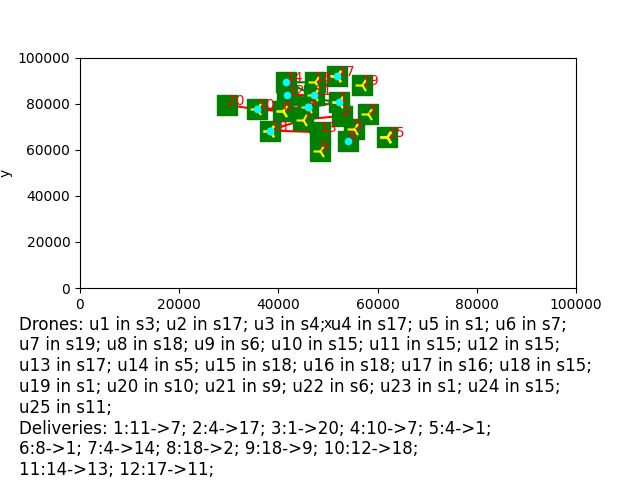 100000
80000
60000
40000
20000
0
y
17
19
20
15
0 20000 40000 60000 80000 100000
x
Drones: u1 in s3; u2 in s17; u3 in s4; u4 in s17; u5 in s1; u6 in s7;
u7 in s19; u8 in s18; u9 in s6; u10 in s15; u11 in s15; u12 in s15;
u13 in s17; u14 in s5; u15 in s18; u16 in s18; u17 in s16; u18 in s15;
u19 in s1; u20 in s10; u21 in s9; u22 in s6; u23 in s1; u24 in s15;
u25 in s11;
Deliveries: 1:11->7; 2:4->17; 3:1->20; 4:10->7; 5:4->1;
6:8->1; 7:4->14; 8:18->2; 9:18->9; 10:12->18;
11:14->13; 12:17->11;